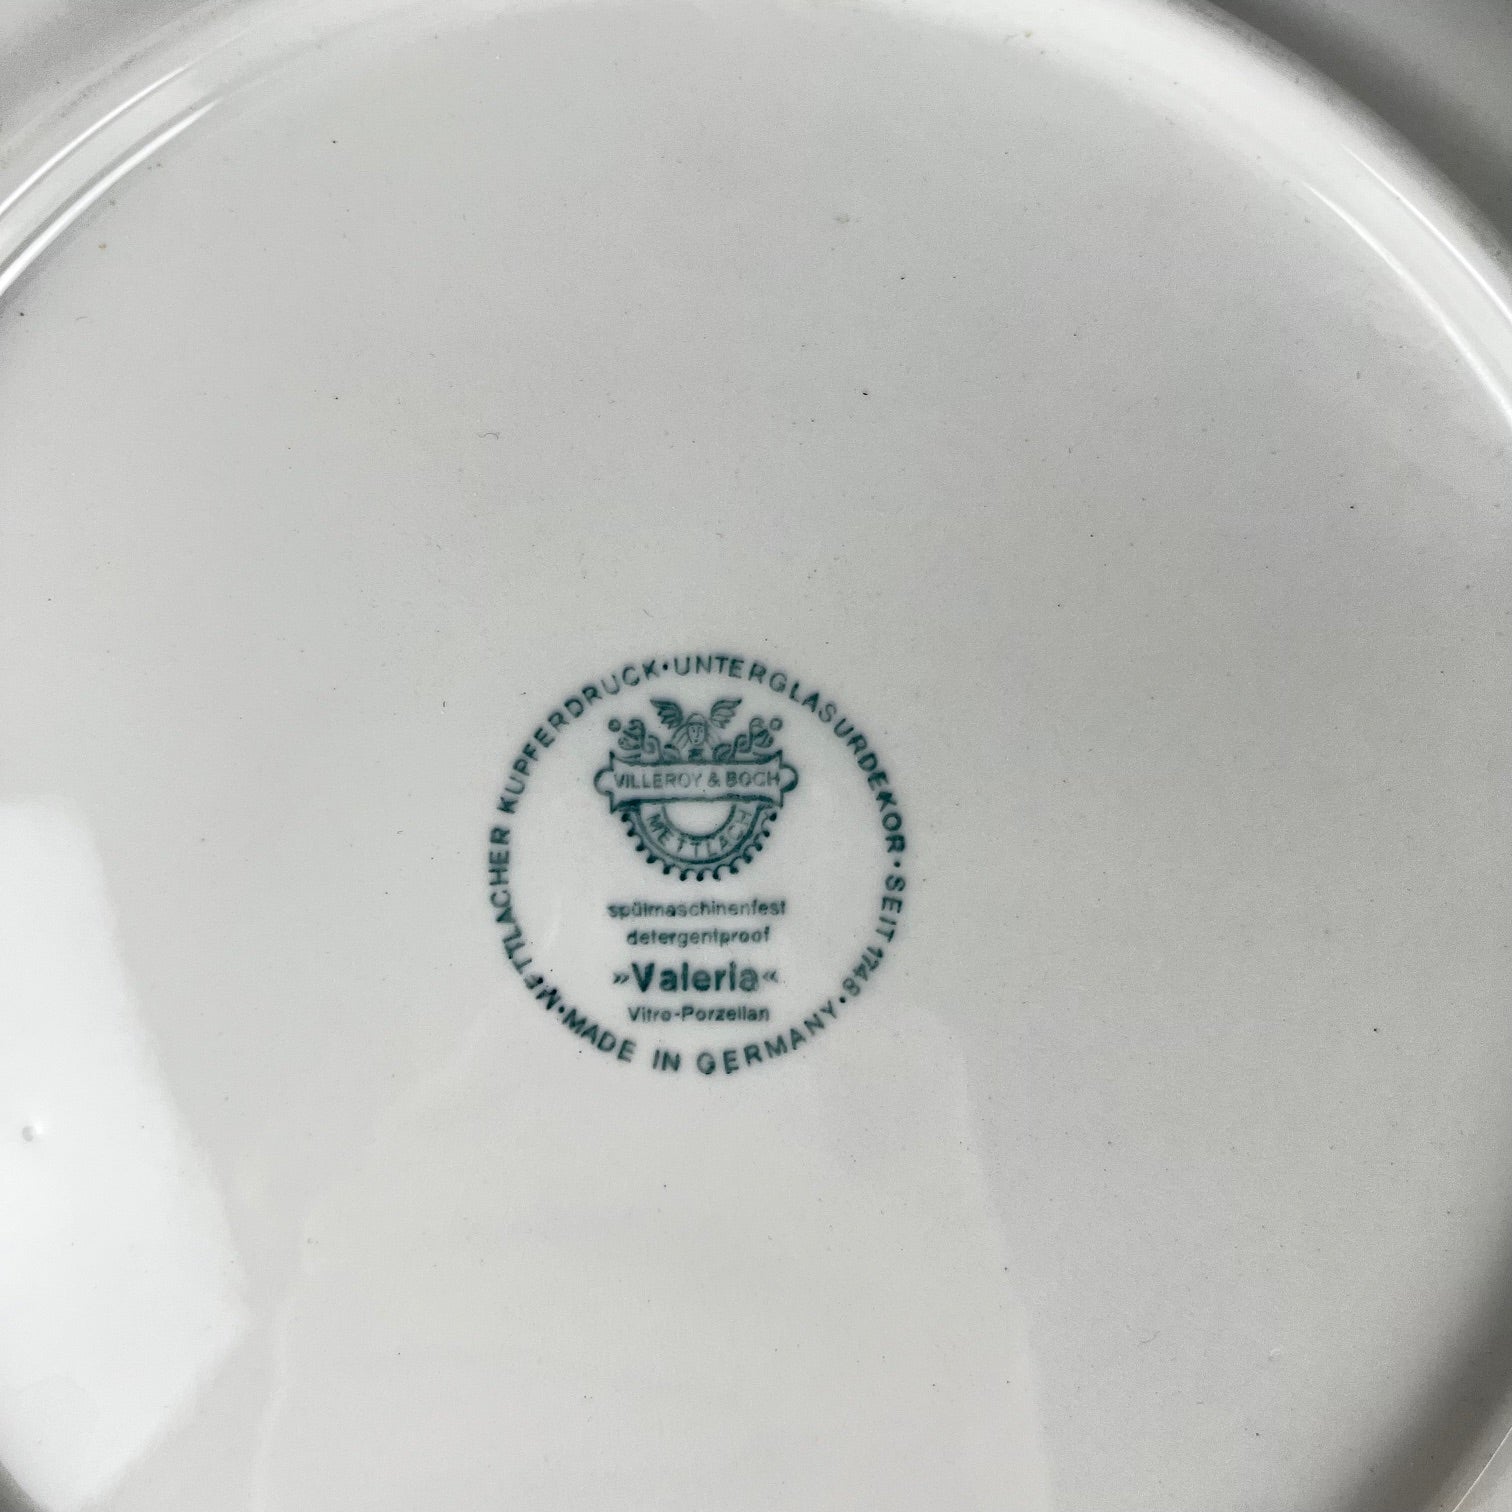 METTLACHER KUPFERDRUCK · UNTERGLASURDEKOR · SEIT 1748 · MADE IN GERMANY ·
VILLEROY & BOCH
METTLACH
spülmaschinenfest
detergentproof
»Valeria«
Vitro-Porzellan